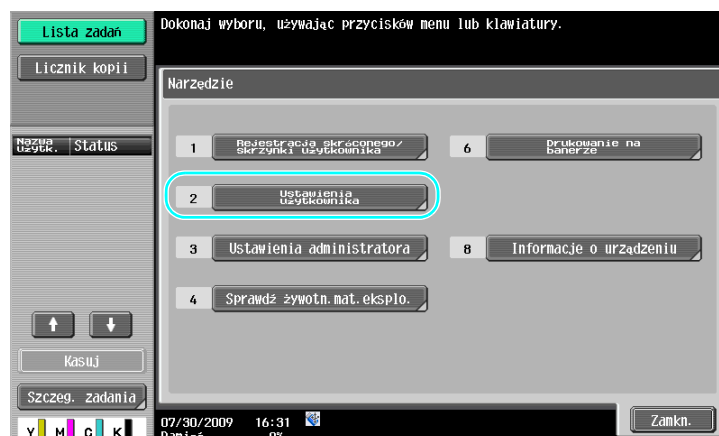 Lista zadań
Licznik kopii
Nazwa
użytk.
Status
Kasuj
Szczeg. zadania
Y M C K
Dokonaj wyboru, używając przycisków menu lub klawiatury.
Narzędzie
1
Rejestracja skróconego/
skrzynki użytkownika
6
Drukowanie na
banerze
2
Ustawienia
użytkownika
3
Ustawienia administratora
8
Informacje o urządzeniu
4
Sprawdź żywotn.mat.eksplo.
07/30/2009 16:31
Pamięć 0%
Zamkn.